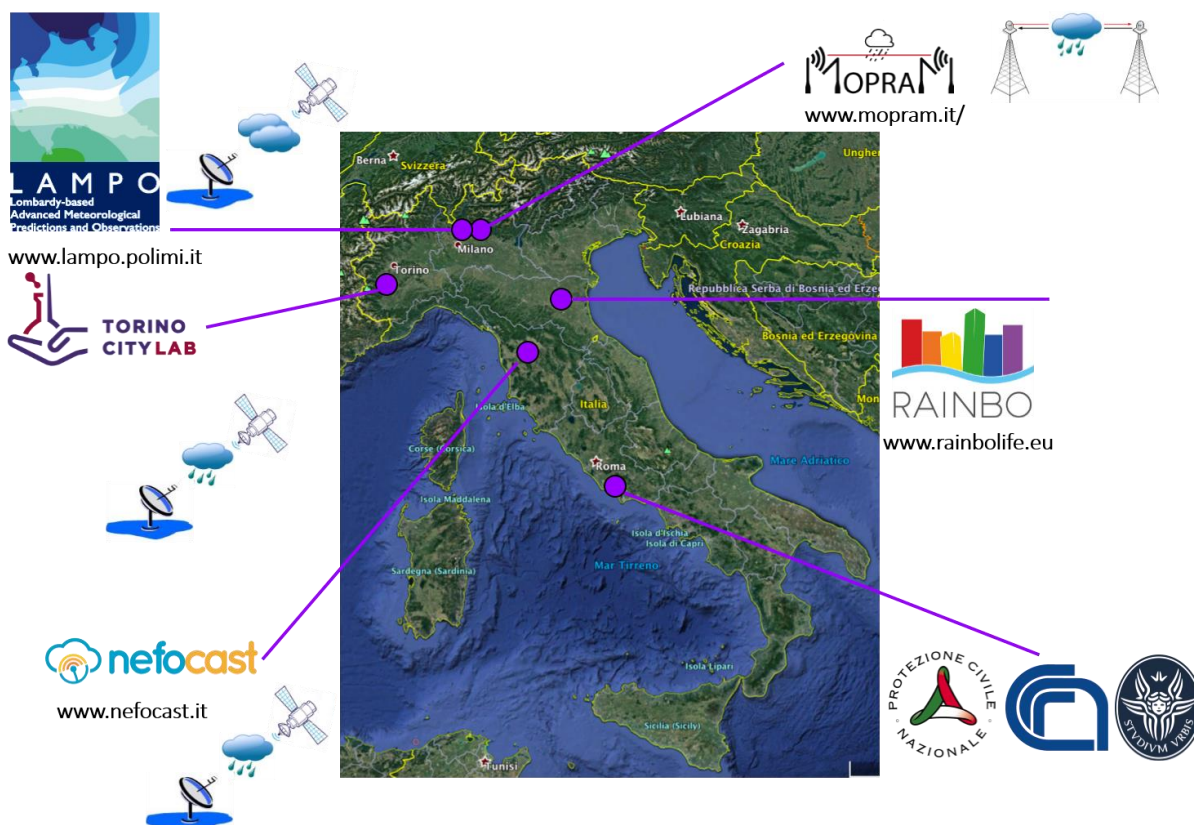 LAMPO
Lombardy-based
Advanced Meteorological
Predictions and Observations
www.lampo.polimi.it
TORINO
CITYLAB
MOPRAM
www.mopram.it/
Berna
Svizzera
Ungher
Lubiana
Zagabria
Croazia
Milano
Torino
Repubblica Serba di Bosnia ed Erzeg
Bosnia ed Erzegovina
Mon
Isola d'Elba
Italia
Corse (Corsica)
Mare Adriatico
Roma
Isola Maddalena
Isola d'Ischia
Isola di Capri
Mar Tirreno
Sardegna (Sardinia)
Isola Lipari
Sicilia (Sicily)
Tunisi
RAINBO
www.rainbolife.eu
nefocast
www.nefocast.it
PROTEZIONE CIVILE
NAZIONALE
STVDIVM VRBIS